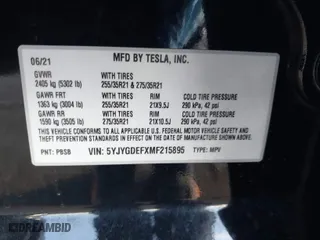 06/21 MFD BY TESLA, INC.
GVWR
2405 kg (5302 lb) WITH TIRES 255/35R21 & 275/35R21
GAWR FRT WITH TIRES RIM COLD TIRE PRESSURE
1363 kg (3004 lb) 255/35R21 21X9.5J 290 kPa, 42 psi
GAWR RR WITH TIRES RIM COLD TIRE PRESSURE
1590 kg (3505 lb) 275/35R21 21X10.5J 290 kPa, 42 psi
THIS VEHICLE CONFORMS TO ALL APPLICABLE FEDERAL MOTOR VEHICLE
SAFETY, BUMPER AND THEFT PREVENTION STANDARDS IN EFFECT ON
THE DATE OF MANUFACTURE SHOWN ABOVE.
PNT: PBSB VIN: 5YJYGDEFXMF215895 TYPE: MPV
DREAMBID